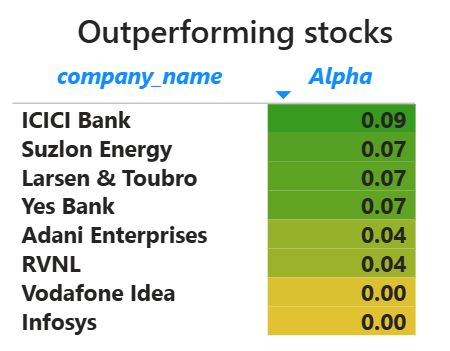 Outperforming stocks
company_name Alpha
ICICI Bank 0.09
Suzlon Energy 0.07
Larsen & Toubro 0.07
Yes Bank 0.07
Adani Enterprises 0.04
RVNL 0.04
Vodafone Idea 0.00
Infosys 0.00